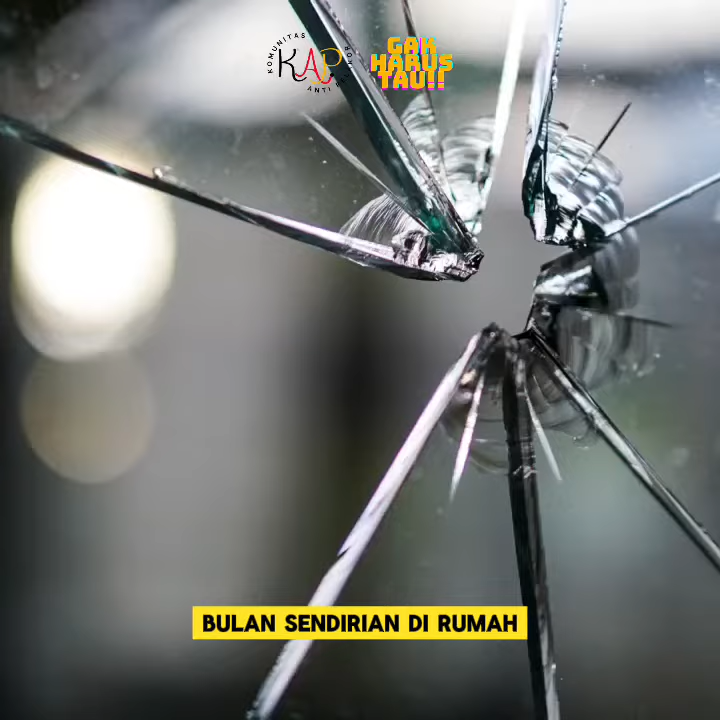 KOMUNITAS
KAP
ANTI
GAK
HARUS
TAU!!
BULAN SENDIRIAN DI RUMAH